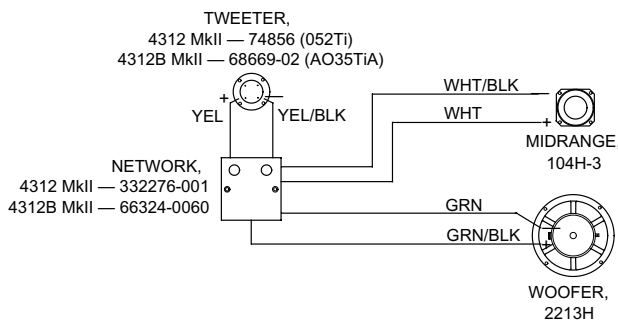 TWEETER,
4312 MkII — 74856 (052Ti)
4312B MkII — 68669-02 (AO35TiA)
+ —
YEL YEL/BLK
WHT/BLK
WHT
+
MIDRANGE,
104H-3
NETWORK,
4312 MkII — 332276-001
4312B MkII — 66324-0060
GRN
GRN/BLK
+
WOOFER,
2213H